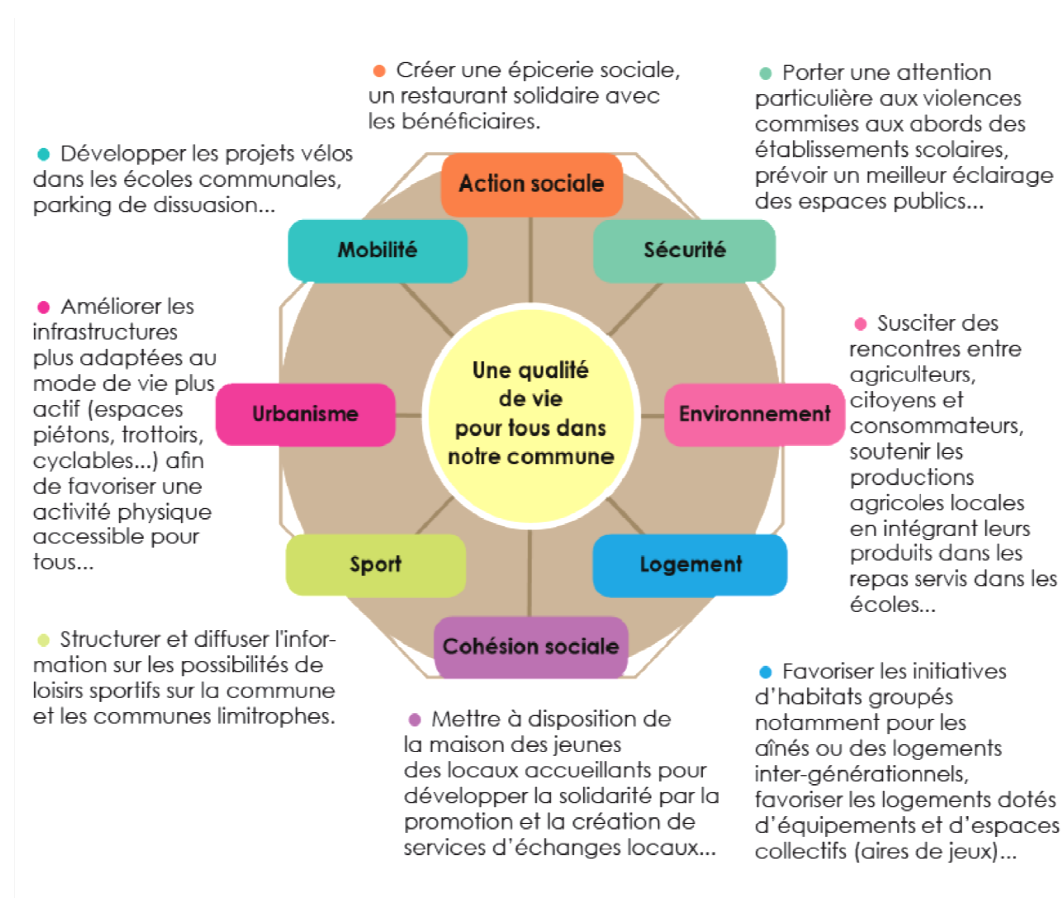 ● Créer une épicerie sociale,
un restaurant solidaire avec
les bénéficiaires.
● Porter une attention
particulière aux violences
commises aux abords des
établissements scolaires,
prévoir un meilleur éclairage
des espaces publics...
● Développer les projets vélos
dans les écoles communales,
parking de dissuasion...
Action sociale
Mobilité
Sécurité
● Améliorer les
infrastructures
plus adaptées au
mode de vie plus
actif (espaces
piétons, trottoirs,
cyclables...) afin
de favoriser une
activité physique
accessible pour
tous...
● Susciter des
rencontres entre
agriculteurs,
citoyens et
consommateurs,
soutenir les
productions
agricoles locales
en intégrant leurs
produits dans les
repas servis dans les
écoles...
Une qualité
de vie
pour tous dans
notre commune
Urbanisme
Environnement
Sport
Logement
Cohésion sociale
● Structurer et diffuser l'infor-
mation sur les possibilités de
loisirs sportifs sur la commune
et les communes limitrophes.
● Mettre à disposition de
la maison des jeunes
des locaux accueillants pour
développer la solidarité par la
promotion et la création de
services d’échanges locaux...
● Favoriser les initiatives
d’habitats groupés
notamment pour les
aînés ou des logements
inter-générationnels,
favoriser les logements dotés
d’équipements et d’espaces
collectifs (aires de jeux)...